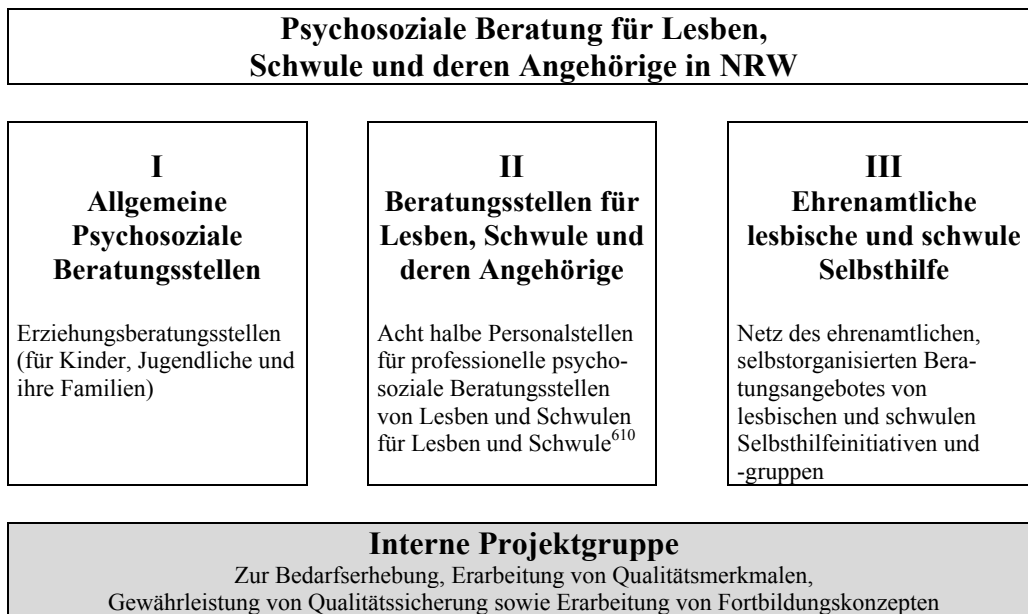 Psychosoziale Beratung für Lesben,
Schwule und deren Angehörige in NRW
I
Allgemeine
Psychosoziale
Beratungsstellen
Erziehungsberatungsstellen
(für Kinder, Jugendliche und
ihre Familien)
II
Beratungsstellen für
Lesben, Schwule und
deren Angehörige
Acht halbe Personalstellen
für professionelle psycho-
soziale Beratungsstellen
von Lesben und Schwulen
für Lesben und Schwule610
III
Ehrenamtliche
lesbische und schwule
Selbsthilfe
Netz des ehrenamtlichen,
selbstorganisierten Bera-
tungsangebotes von
lesbischen und schwulen
Selbsthilfeinitiativen und
-gruppen
Interne Projektgruppe
Zur Bedarfserhebung, Erarbeitung von Qualitätsmerkmalen,
Gewährleistung von Qualitätssicherung sowie Erarbeitung von Fortbildungskonzepten